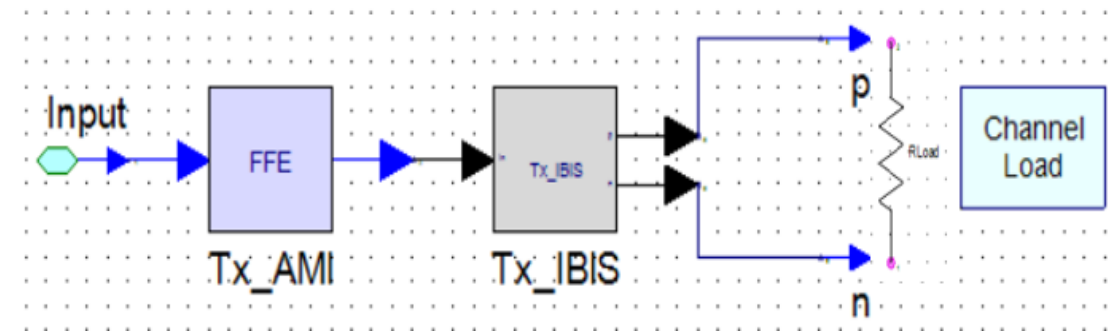 Input
FFE
Tx_AMI
Tx_IBIS
Tx_IBIS
p
RLoad
n
Channel
Load